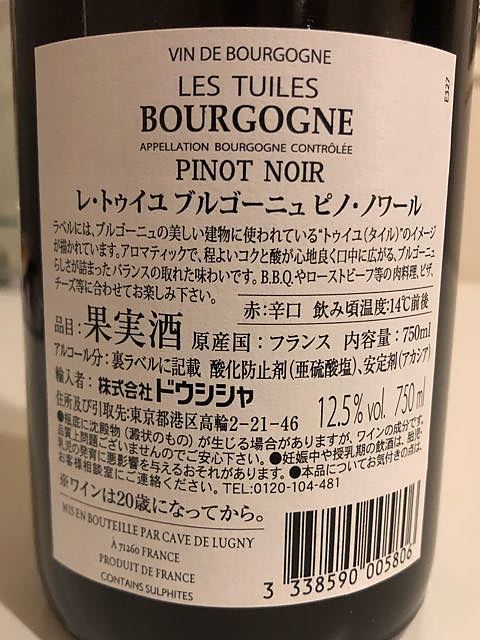 VIN DE BOURGOGNE
LES TUILES
BOURGOGNE
APPELLATION BOURGOGNE CONTRÔLÉE
PINOT NOIR
レ・トゥイユ ブルゴーニュ ピノ・ノワール
ラベルには、ブルゴーニュの美しい建物に使われている"トゥイユ(タイル)"のイメージ
が描かれています。アロマティックで、程よいコクと酸が心地良く口中に広がる、ブルゴーニュ
らしさが詰まったバランスの取れた味わいです。B.B.Q.やローストビーフ等の肉料理、ピザ、
チーズ等に合わせてお楽しみ下さい。
赤:辛口 飲み頃温度:14℃前後
品目:果実酒 原産国:フランス 内容量:750ml
アルコール分:裏ラベルに記載 酸化防止剤(亜硫酸塩)、安定剤(アカシア)
輸入者:株式会社ドウシシャ
住所及び引取先:東京都港区高輪2-21-46
12.5% vol. 750 ml
●瓶底に沈殿物(澱状のもの)が生じる場合がありますが、ワインの成分です。
品質上問題ございませんのでご安心下さい。●妊娠中や授乳期の飲酒は、胎児・
乳児の発育に悪影響を与えるおそれがあります。●本品についてお気付きの点は、
お客様相談室にご連絡ください。TEL:0120-104-481
※ワインは20歳になってから。
MIS EN BOUTEILLE PAR CAVE DE LUGNY
À 71260 FRANCE
PRODUIT DE FRANCE
CONTAINS SULPHITES
3 338590 005806